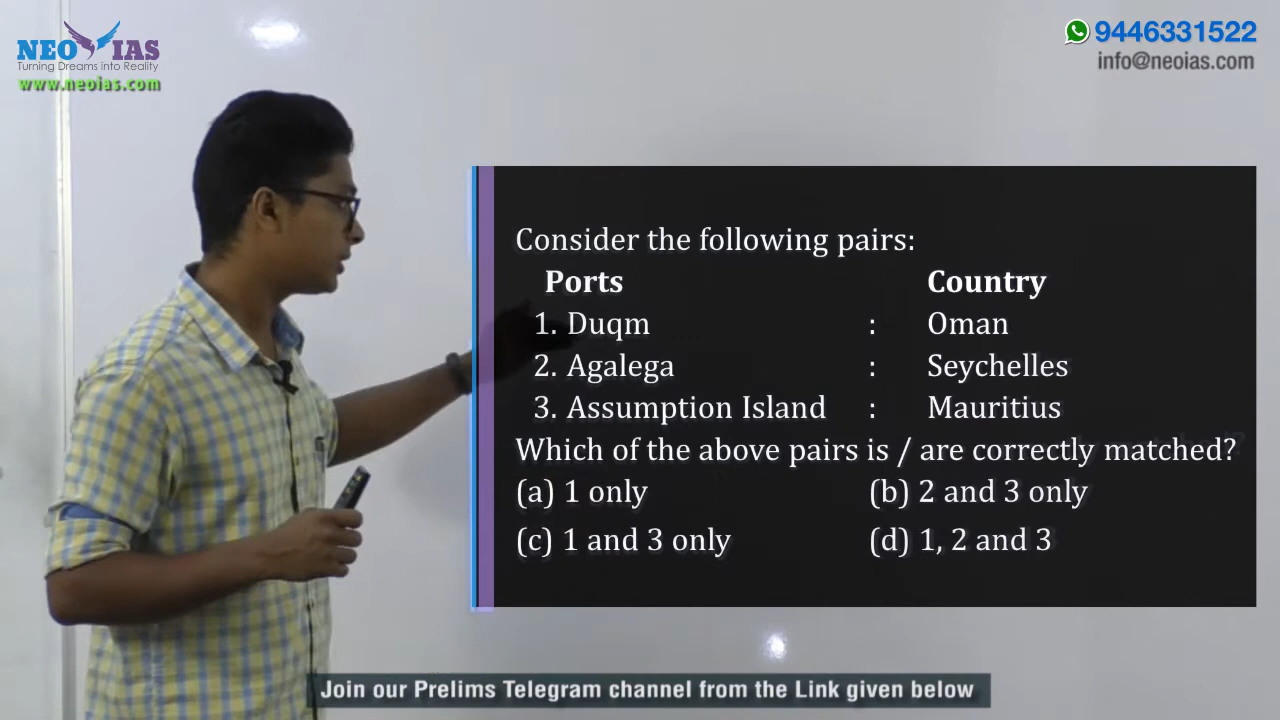 NEO IAS
Turning Dreams into Reality
www.neoias.com
9446331522
info@neoias.com
Consider the following pairs:
Ports Country
1. Duqm : Oman
2. Agalega : Seychelles
3. Assumption Island : Mauritius
Which of the above pairs is / are correctly matched?
(a) 1 only (b) 2 and 3 only
(c) 1 and 3 only (d) 1, 2 and 3
Join our Prelims Telegram channel from the Link given below